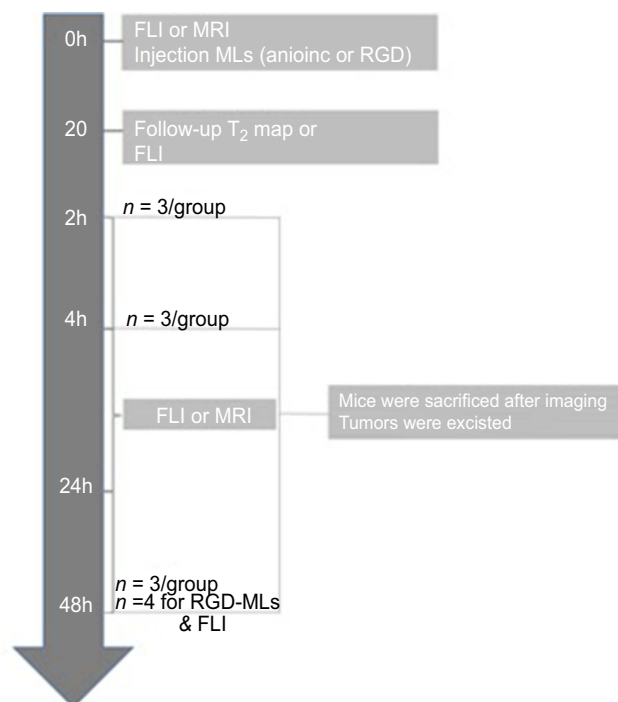 0h
FLI or MRI
Injection MLs (anioinc or RGD)
20
Follow-up T₂ map or
FLI
2h
n = 3/group
4h
n = 3/group
FLI or MRI
Mice were sacrificed after imaging
Tumors were excisted
24h
48h
n = 3/group
n =4 for RGD-MLs
& FLI